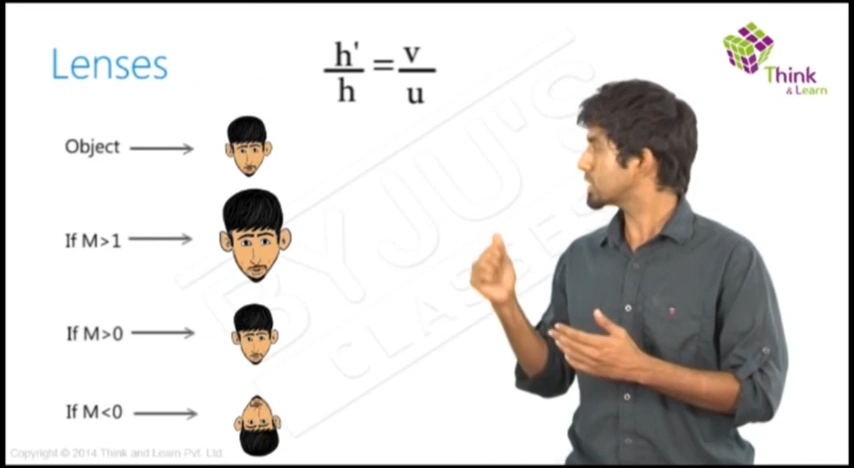 Lenses
h'/h = v/u
Think
& Learn
Object
If M>1
If M>0
If M<0
BYJU'S
CLASSES
Copyright © 2014 Think and Learn Pvt. Ltd.